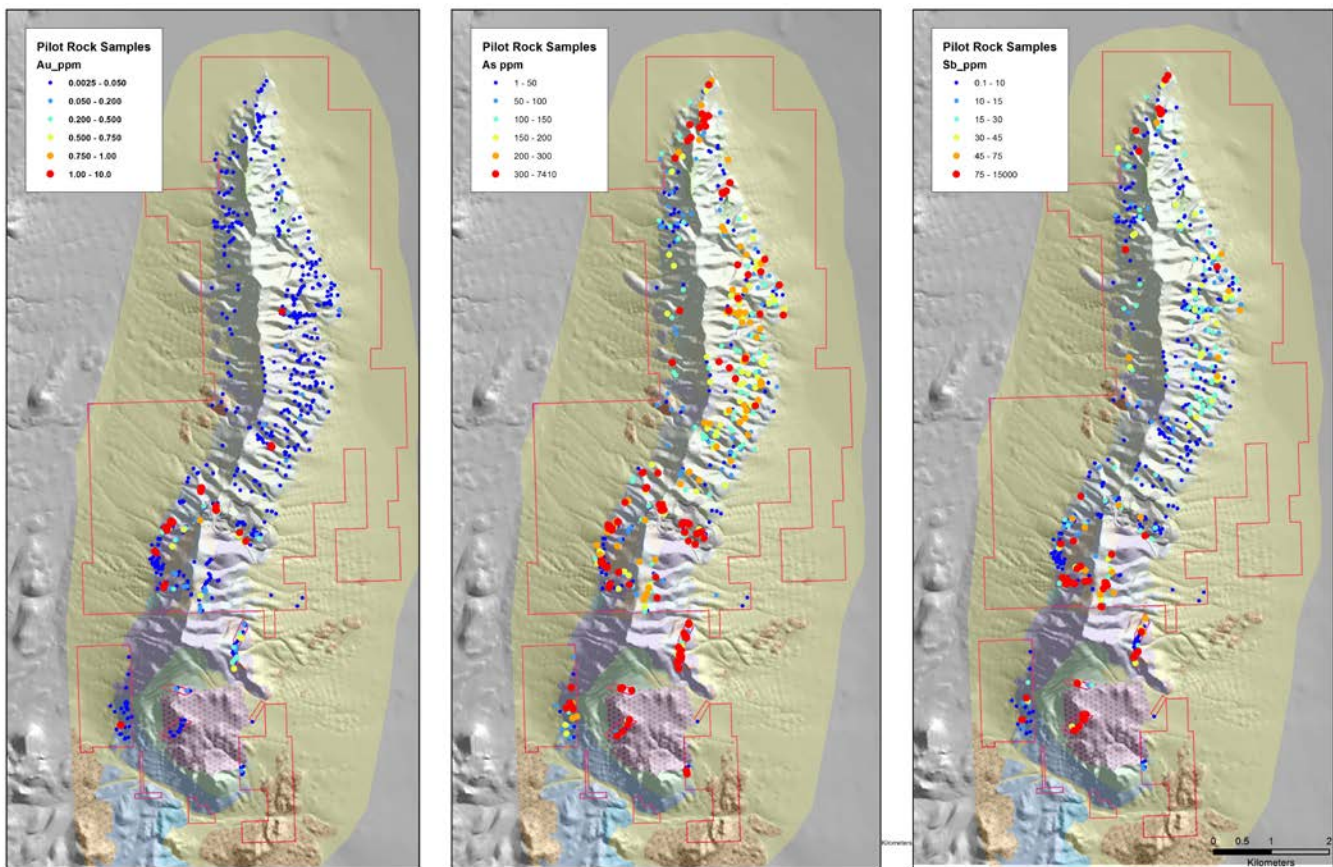 Pilot Rock Samples
Au_ppm
0.0025 - 0.050
0.050 - 0.200
0.200 - 0.500
0.500 - 0.750
0.750 - 1.00
1.00 - 10.0
Pilot Rock Samples
As ppm
1 - 50
50 - 100
100 - 150
150 - 200
200 - 300
300 - 7410
Pilot Rock Samples
Sb_ppm
0.1 - 10
10 - 15
15 - 30
30 - 45
45 - 75
75 - 15000
Kilometers
0 0.5 1 2
Kilometers